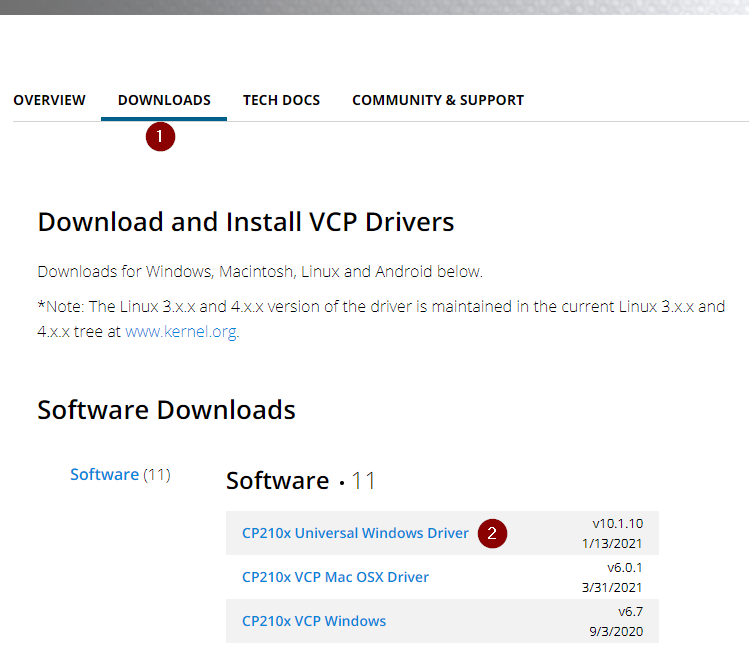 OVERVIEW DOWNLOADS TECH DOCS COMMUNITY & SUPPORT
1
Download and Install VCP Drivers
Downloads for Windows, Macintosh, Linux and Android below.
*Note: The Linux 3.x.x and 4.x.x version of the driver is maintained in the current Linux 3.x.x and
4.x.x tree at www.kernel.org.
Software Downloads
Software (11)
Software • 11
CP210x Universal Windows Driver 2
v10.1.10
1/13/2021
CP210x VCP Mac OSX Driver
v6.0.1
3/31/2021
CP210x VCP Windows
v6.7
9/3/2020